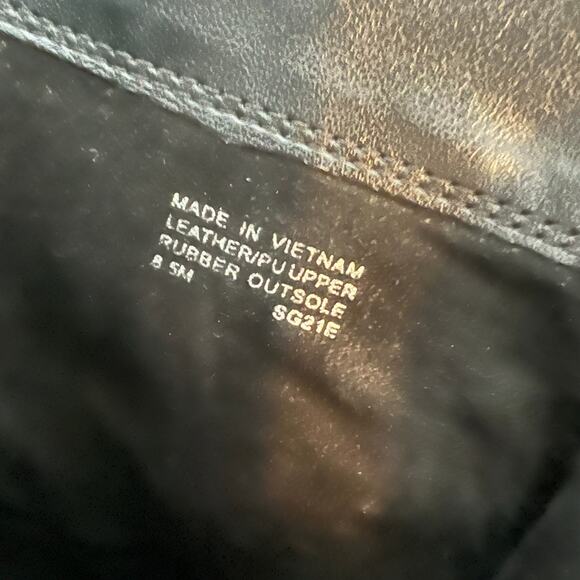 MADE IN VIETNAM
LEATHER/PU UPPER
RUBBER OUTSOLE
8.5M SG21E